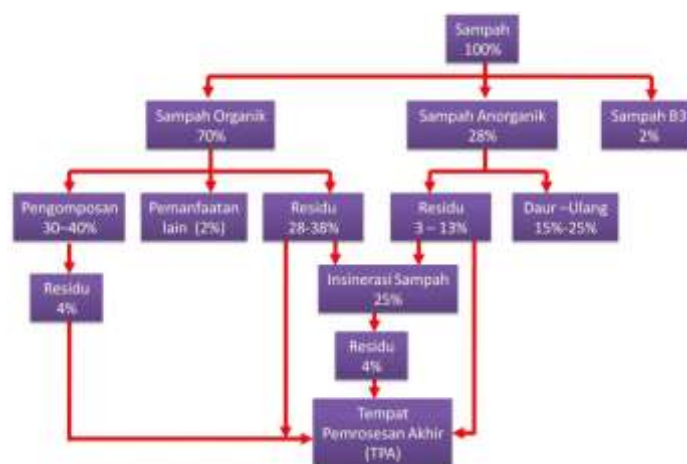 Sampah
100%
Sampah Organik
70%
Sampah Anorganik
28%
Sampah B3
2%
Pengomposan
30–40%
Pemanfaatan
lain (2%)
Residu
28-38%
Residu
3 – 13%
Daur –Ulang
15%-25%
Residu
4%
Insinerasi Sampah
25%
Residu
4%
Tempat
Pemrosesan Akhir
(TPA)